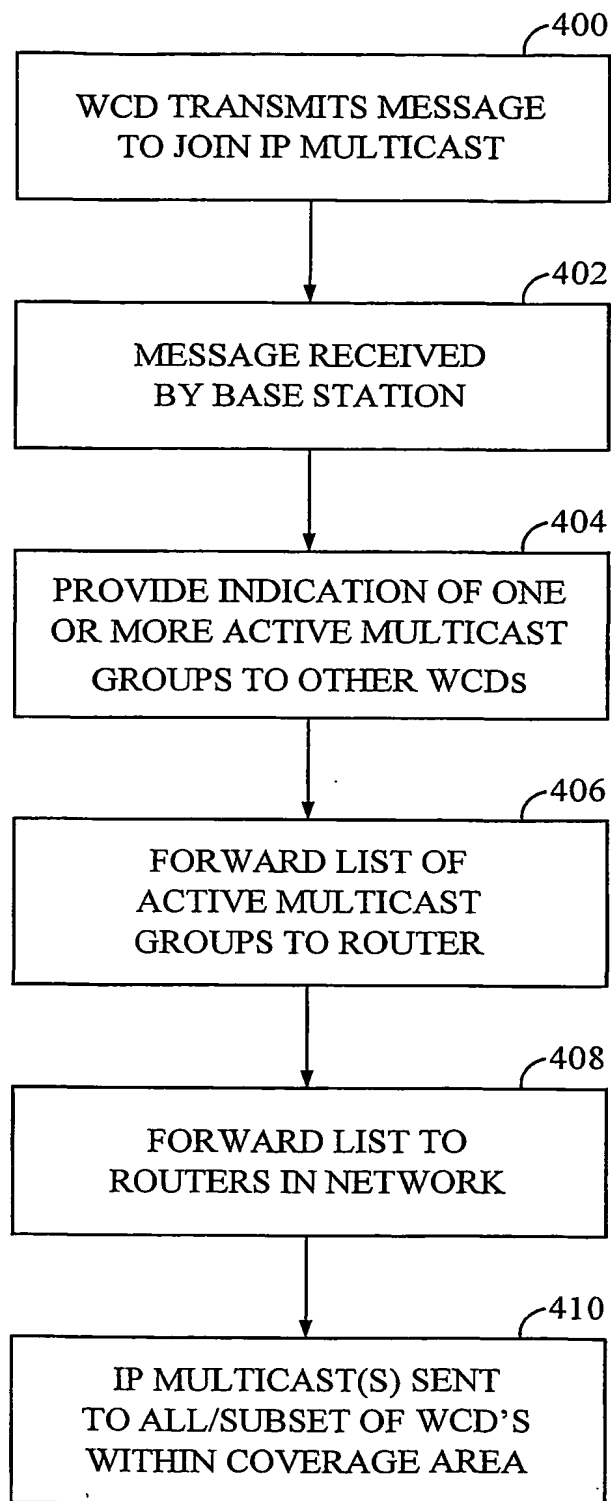 400
WCD TRANSMITS MESSAGE
TO JOIN IP MULTICAST
402
MESSAGE RECEIVED
BY BASE STATION
404
PROVIDE INDICATION OF ONE
OR MORE ACTIVE MULTICAST
GROUPS TO OTHER WCDs
406
FORWARD LIST OF
ACTIVE MULTICAST
GROUPS TO ROUTER
408
FORWARD LIST TO
ROUTERS IN NETWORK
410
IP MULTICAST(S) SENT
TO ALL/SUBSET OF WCD'S
WITHIN COVERAGE AREA